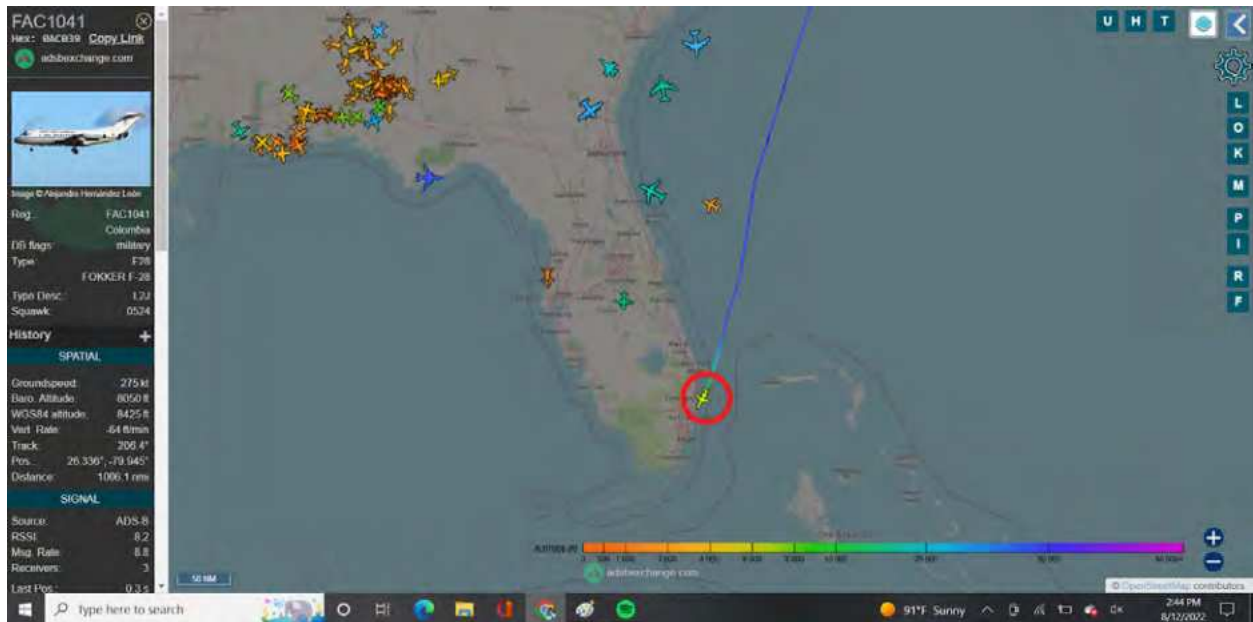 FAC1041
Hex: 0AC039 Copy Link
adsbexchange.com
U H T
Image © Alejandro Hernández León
Reg.: FAC1041
Colombia
DB flags: military
Type: F28
FOKKER F-28
Type Desc.: L2J
Squawk: 0524
History +
SPATIAL
Groundspeed: 275 kt
Baro. Altitude: 8050 ft
WGS84 altitude: 8425 ft
Vert. Rate: -64 ft/min
Track: 206.4°
Pos.: 26.336°, -79.945°
Distance: 1006.1 nmi
SIGNAL
Source: ADS-B
RSSI:
Msg. Rate: 8.8
Receivers: 3
Last Pos.: 0.3 s
L
O
K
M
P
I
R
F
50 NM
adsbexchange.com
© OpenStreetMap contributors
Type here to search
91°F Sunny
2:44 PM
8/12/2022